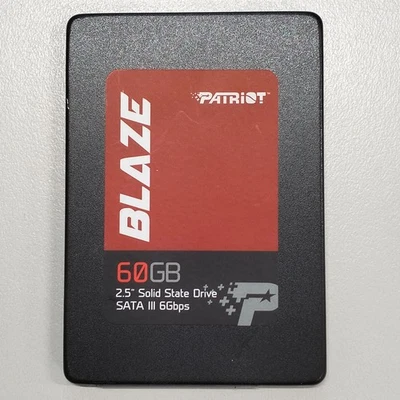 PATRIOT
BLAZE
60GB
2.5" Solid State Drive
SATA III 6Gbps